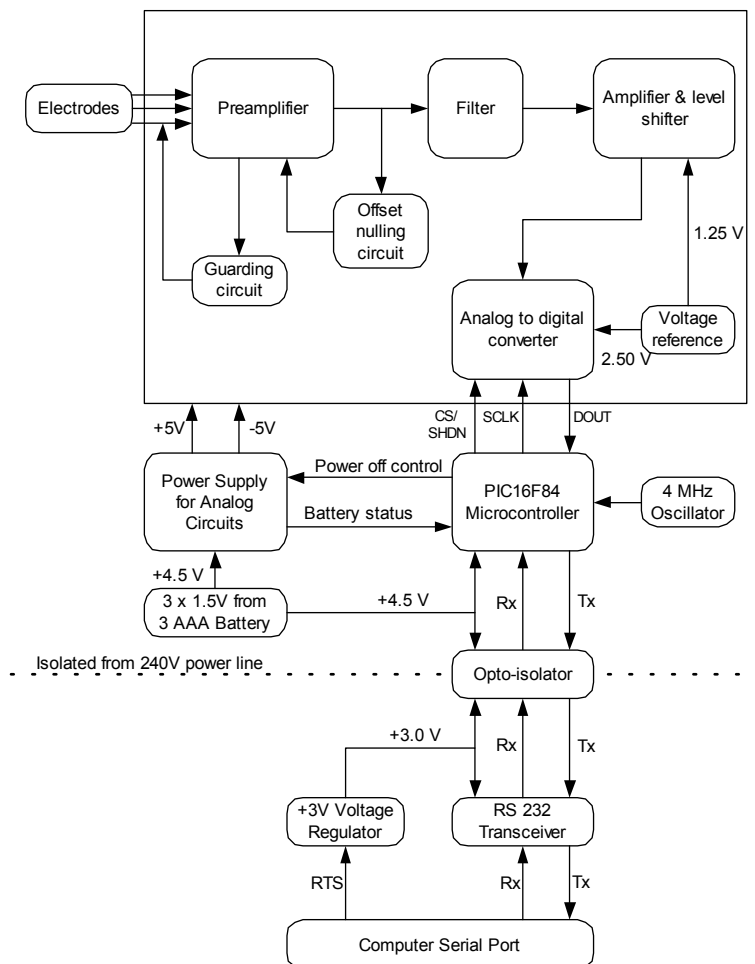 Electrodes
Preamplifier
Filter
Amplifier & level
shifter
Offset
nulling
circuit
Guarding
circuit
1.25 V
Analog to digital
converter
Voltage
reference
2.50 V
+5V
-5V
CS/
SHDN
SCLK
DOUT
Power Supply
for Analog
Circuits
Power off control
Battery status
PIC16F84
Microcontroller
4 MHz
Oscillator
+4.5 V
3 x 1.5V from
3 AAA Battery
+4.5 V
Rx
Tx
Isolated from 240V power line
Opto-isolator
+3.0 V
Rx
Tx
+3V Voltage
Regulator
RS 232
Transceiver
RTS
Rx
Tx
Computer Serial Port